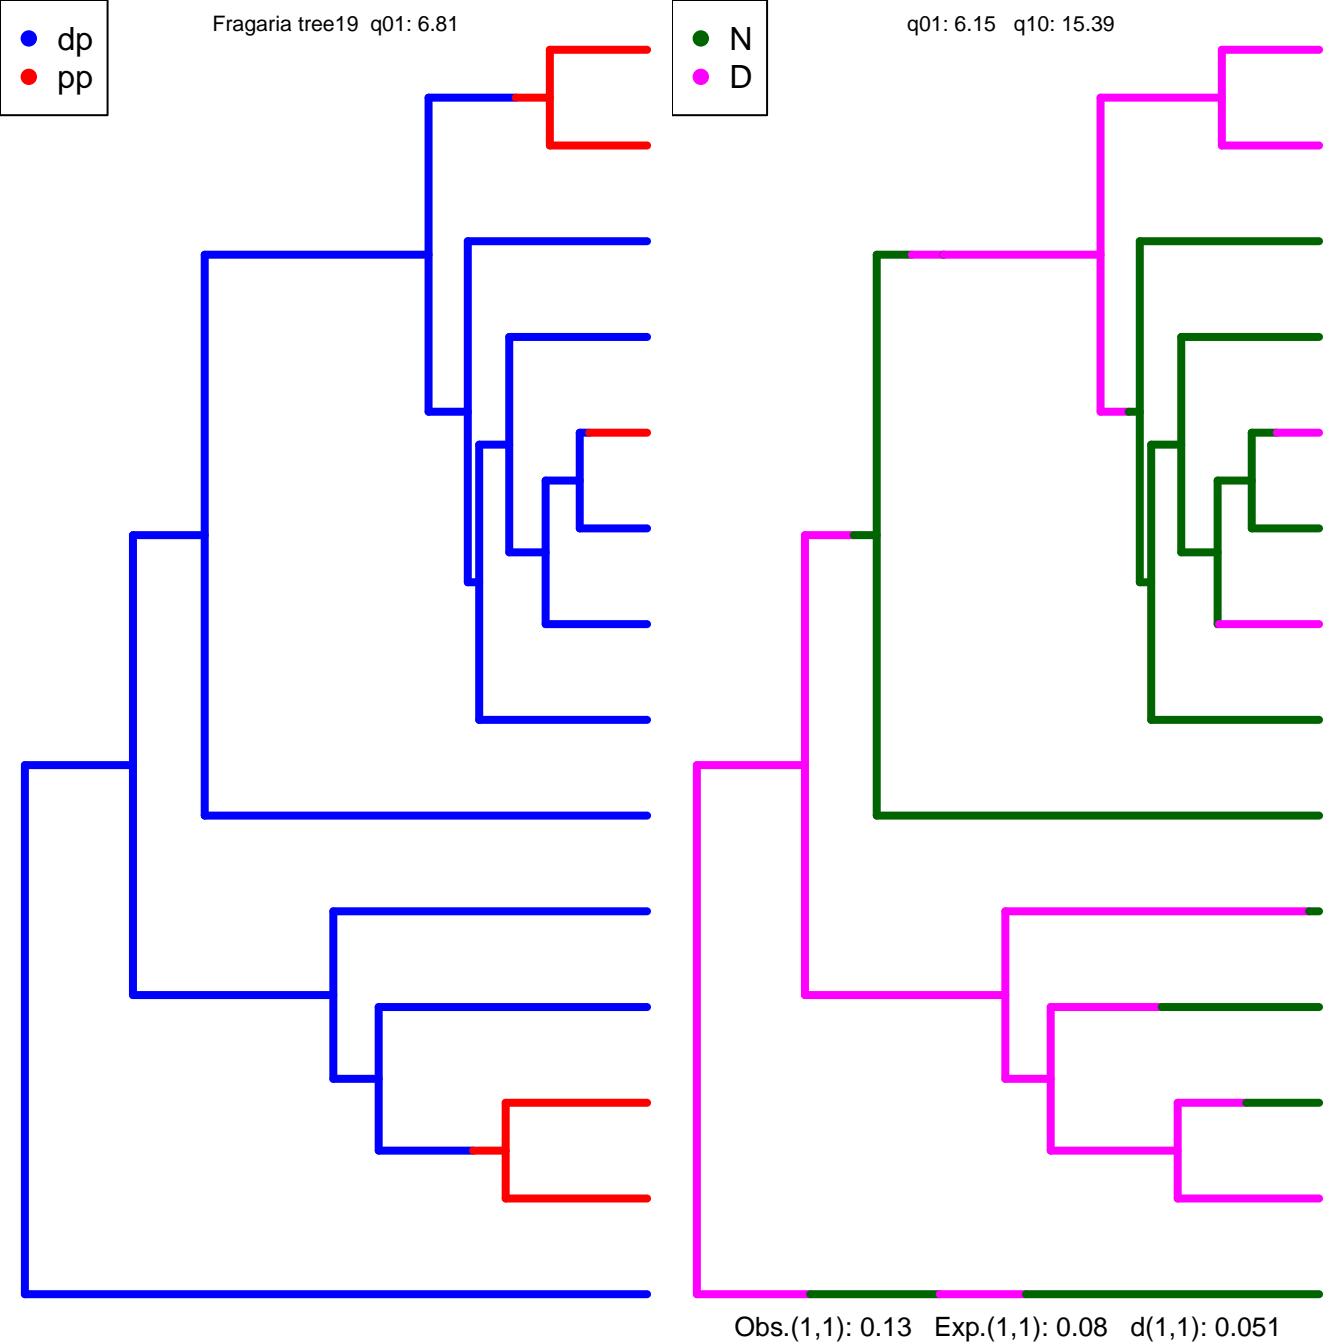 Fragaria tree19  q01: 6.81
dp
pp
q01: 6.15   q10: 15.39
N
D
Obs.(1,1): 0.13   Exp.(1,1): 0.08   d(1,1): 0.051